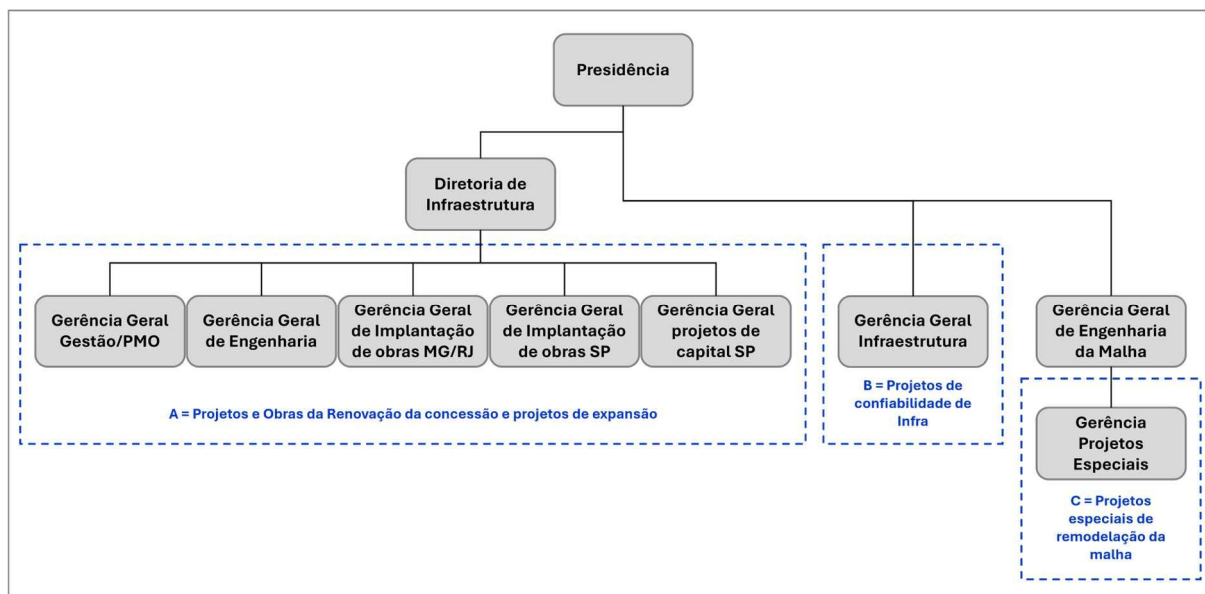 Presidência
Diretoria de
Infraestrutura
Gerência Geral
Gestão/PMO
Gerência Geral
de Engenharia
Gerência Geral
de Implantação
de obras MG/RJ
Gerência Geral
de Implantação
de obras SP
Gerência Geral
projetos de
capital SP
Gerência Geral
Infraestrutura
Gerência Geral
de Engenharia
da Malha
A = Projetos e Obras da Renovação da concessão e projetos de expansão
B = Projetos de
confiabilidade de
Infra
Gerência
Projetos
Especiais
C = Projetos
especiais de
remodelação da
malha